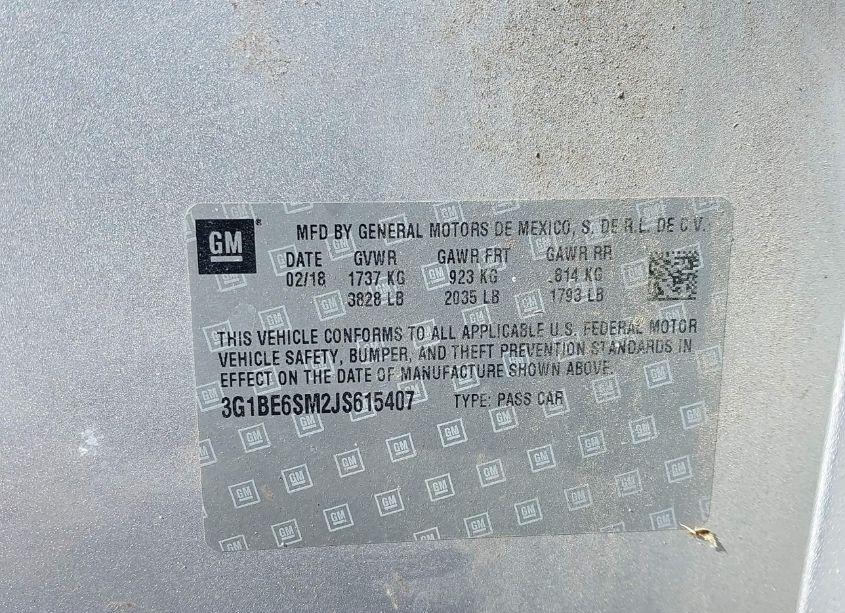 GM®
MFD BY GENERAL MOTORS DE MEXICO, S. DE R.L. DE C.V.
DATE GVWR GAWR FRT GAWR RR
02/18 1737 KG 923 KG 814 KG
3828 LB 2035 LB 1793 LB
THIS VEHICLE CONFORMS TO ALL APPLICABLE U.S. FEDERAL MOTOR
VEHICLE SAFETY, BUMPER, AND THEFT PREVENTION STANDARDS IN
EFFECT ON THE DATE OF MANUFACTURE SHOWN ABOVE.
3G1BE6SM2JS615407 TYPE: PASS CAR